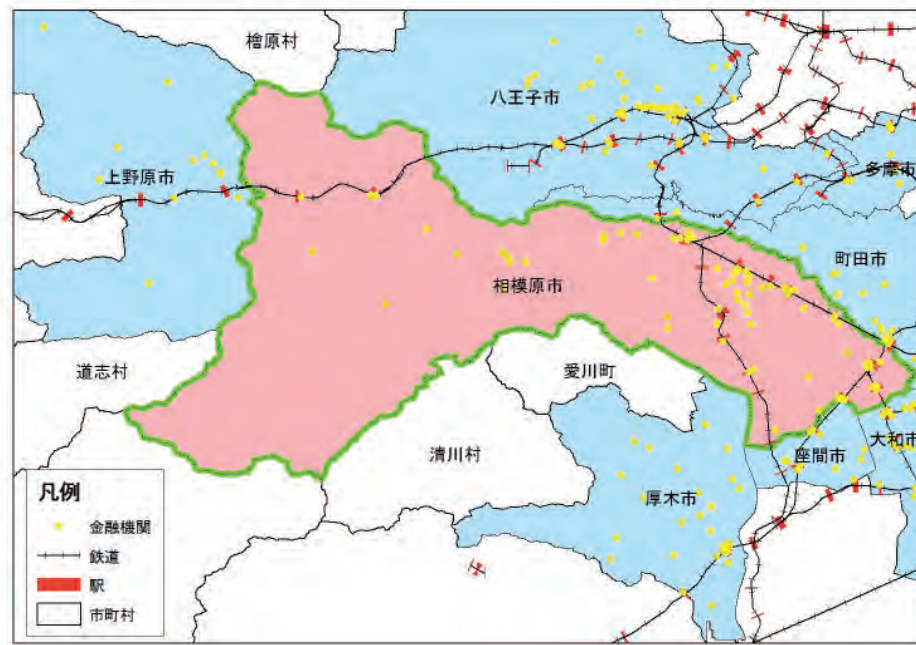 檜原村
八王子市
上野原市
多摩市
町田市
相模原市
道志村
愛川町
清川村
座間市
大和市
厚木市
凡例
金融機関
鉄道
駅
市町村